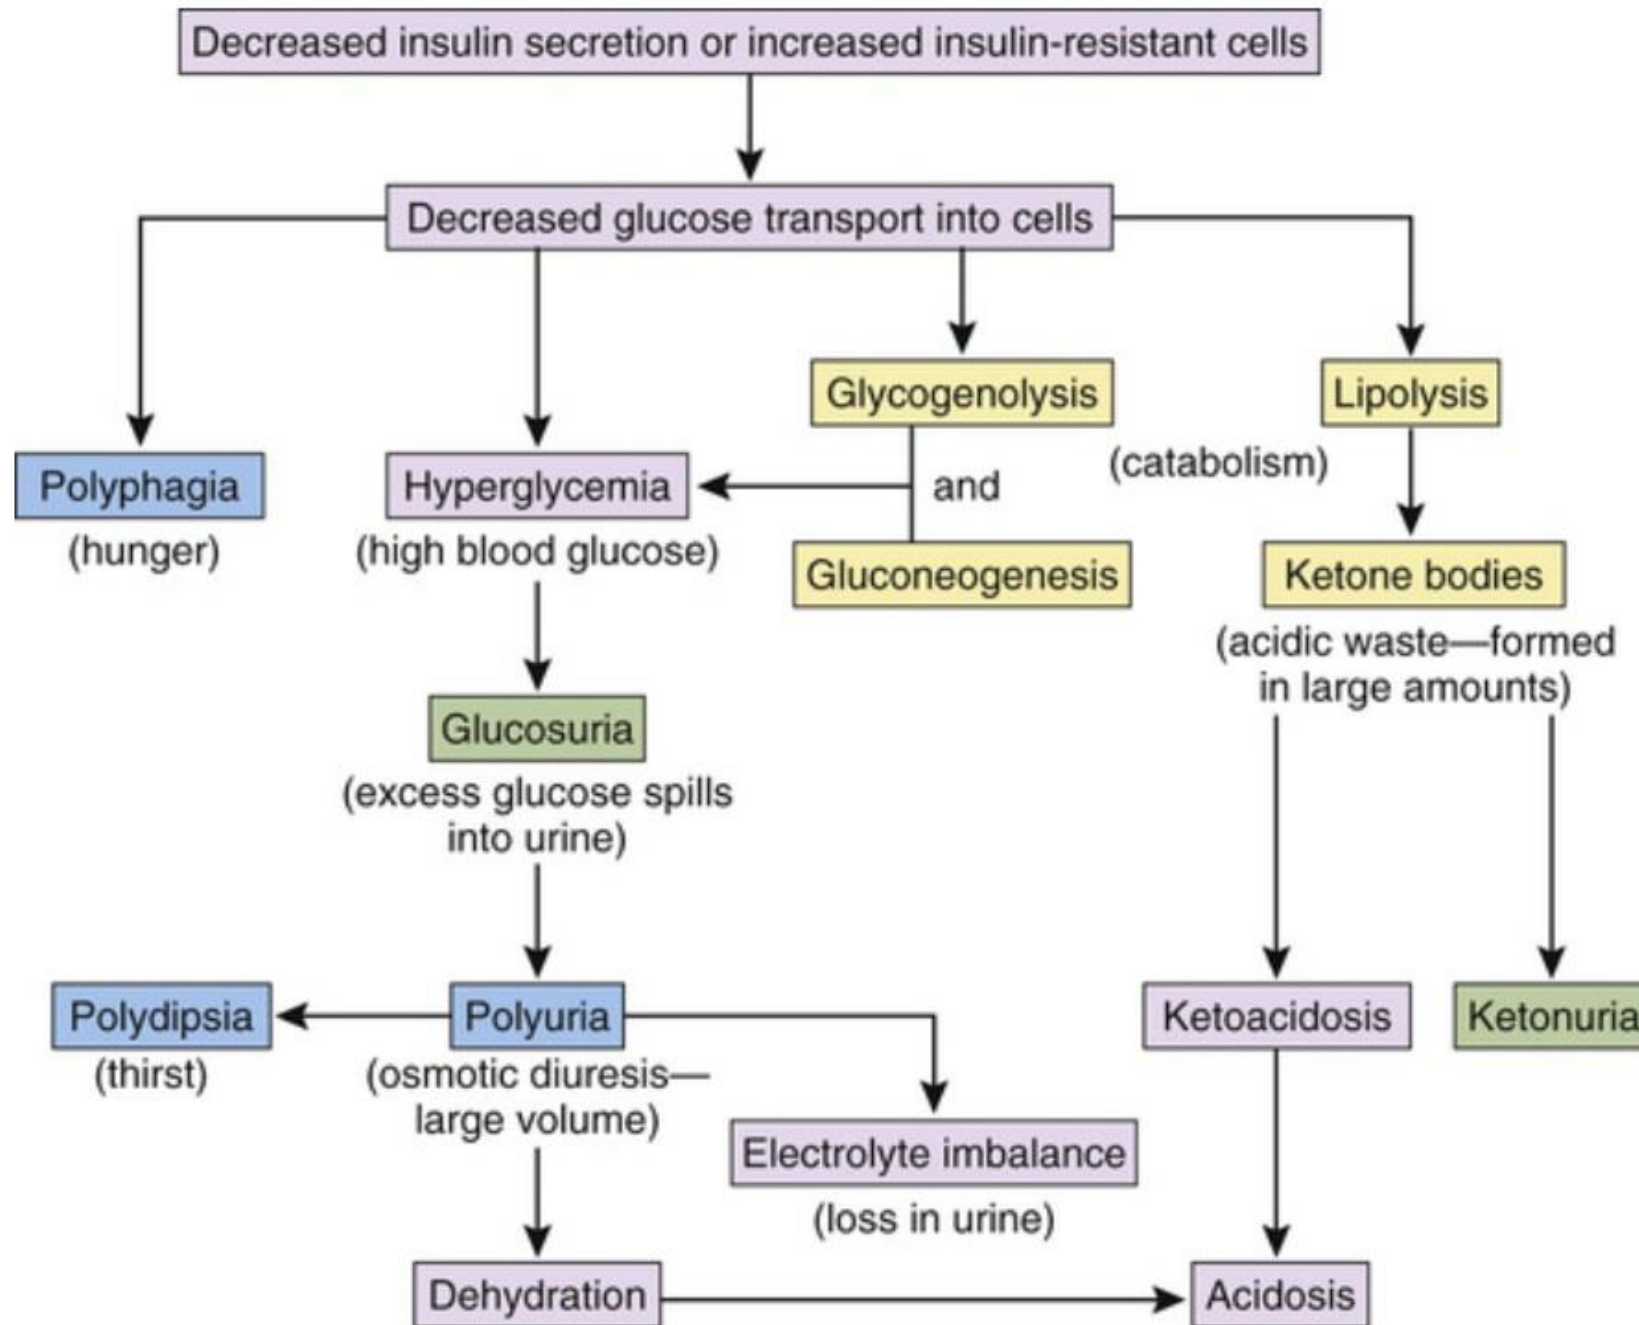 Decreased insulin secretion or increased insulin-resistant cells
Decreased glucose transport into cells
Glycogenolysis
Lipolysis
(catabolism)
Polyphagia
(hunger)
Hyperglycemia
(high blood glucose)
and
Gluconeogenesis
Ketone bodies
(acidic waste—formed
in large amounts)
Glucosuria
(excess glucose spills
into urine)
Polydipsia
(thirst)
Polyuria
(osmotic diuresis—
large volume)
Ketoacidosis
Ketonuria
Electrolyte imbalance
(loss in urine)
Dehydration
Acidosis